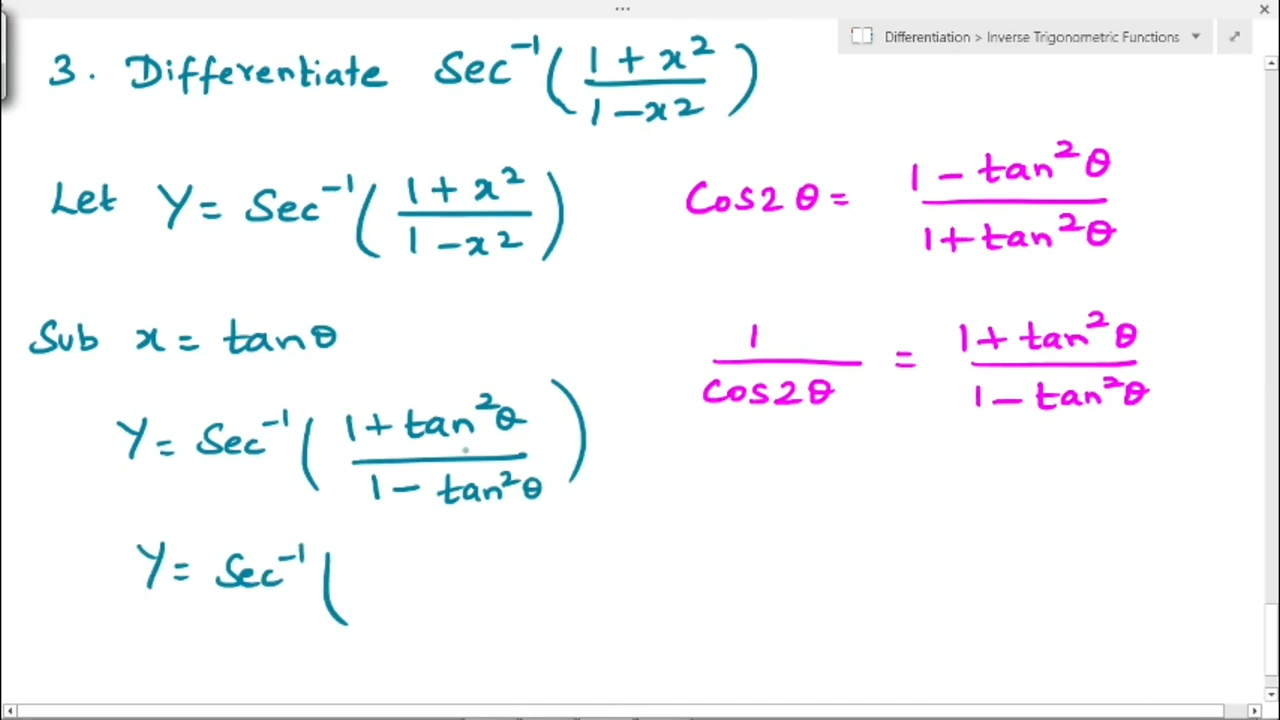 Differentiation > Inverse Trigonometric Functions
3. Differentiate Sec⁻¹(1+x²/1-x²)
Let Y= Sec⁻¹(1+x²/1-x²)
Cos2θ= 1-tan²θ/1+tan²θ
Sub x= tanθ
1/cos2θ = 1+tan²θ/1-tan²θ
Y= Sec⁻¹(1+tan²θ/1-tan²θ)
Y= Sec⁻¹(